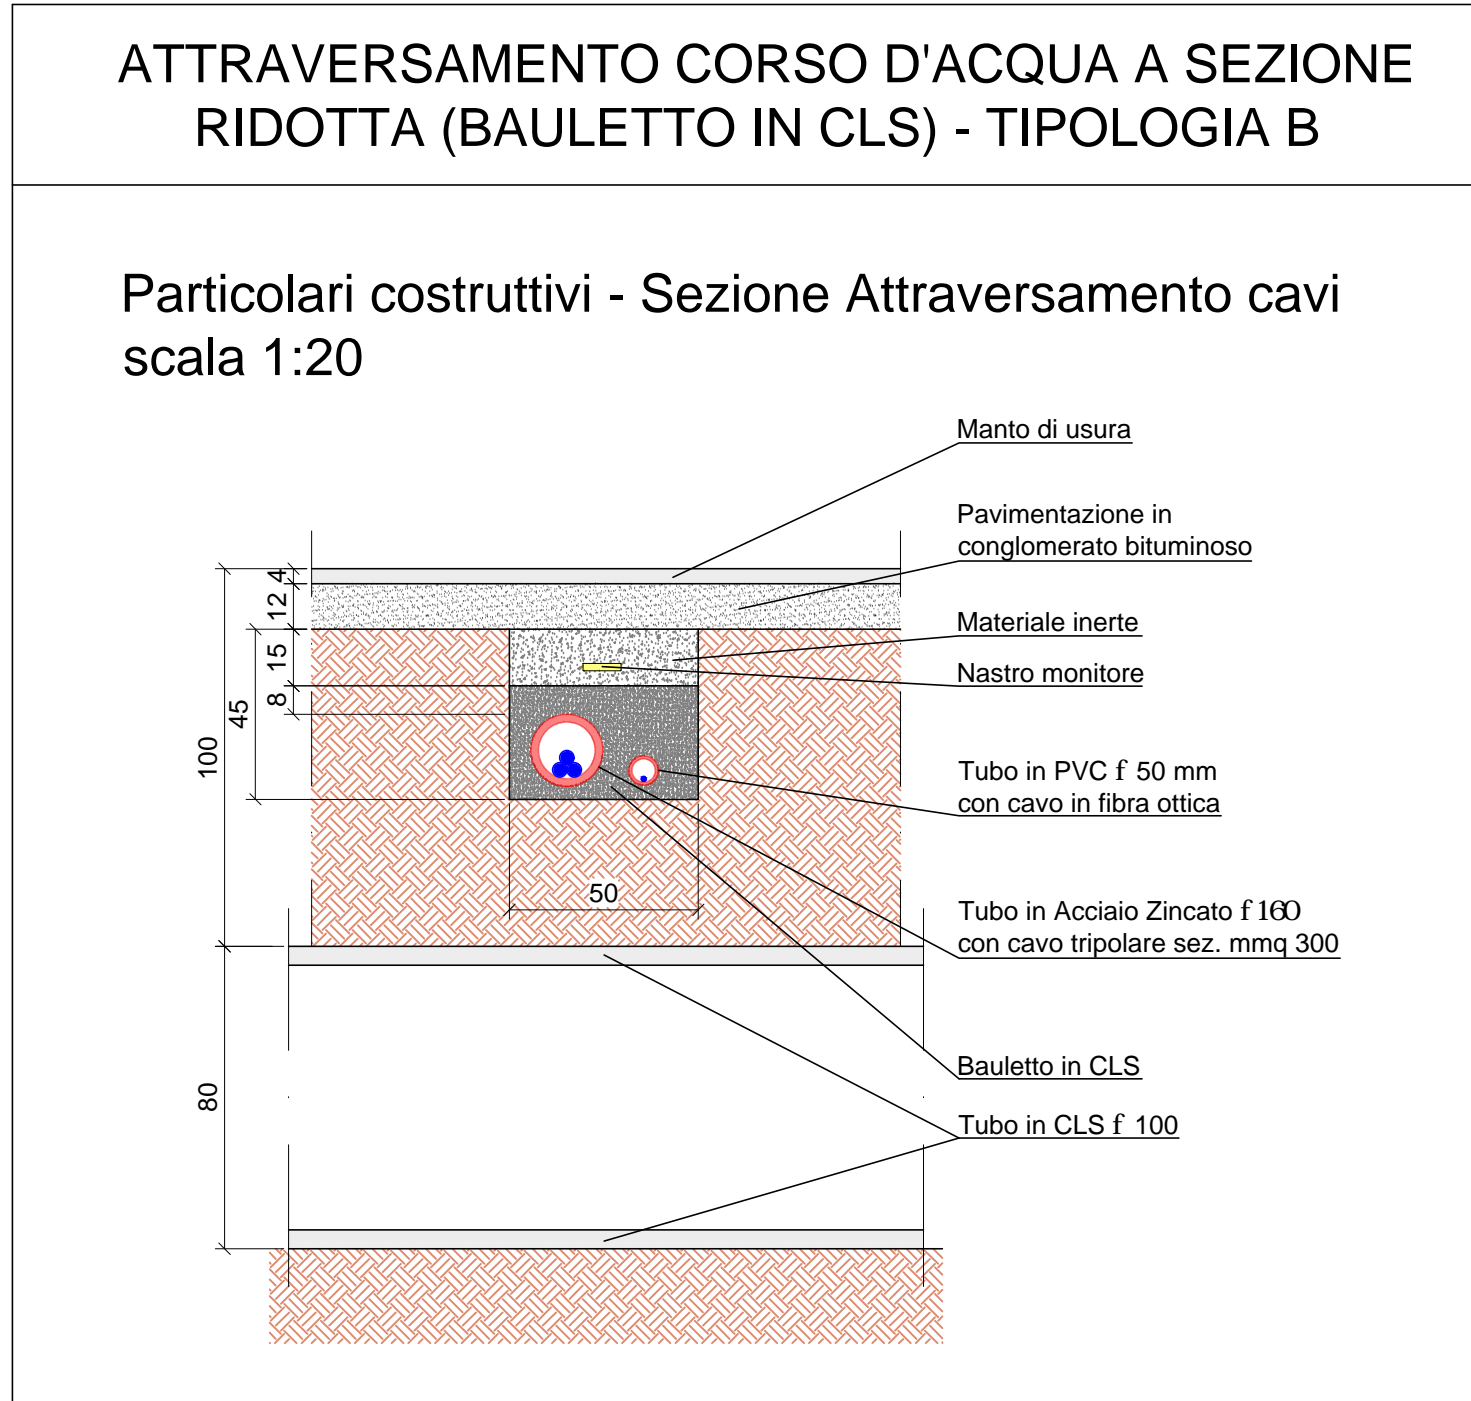 ATTRAVERSAMENTO CORSO D'ACQUA A SEZIONE
RIDOTTA (BAULETTO IN CLS) - TIPOLOGIA B
Particolari costruttivi - Sezione Attraversamento cavi
scala 1:20
Manto di usura
Pavimentazione in
conglomerato bituminoso
Materiale inerte
Nastro monitore
Tubo in PVC f 50 mm
con cavo in fibra ottica
Tubo in Acciaio Zincato f 160
con cavo tripolare sez. mmq 300
Bauletto in CLS
Tubo in CLS f 100
4
12
15
8
45
100
50
80